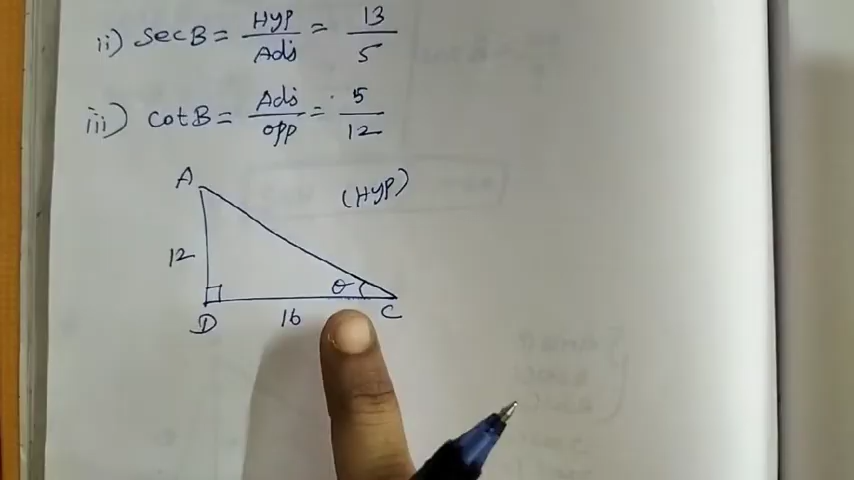 ii) SecB = Hyp/Adj = 13/5
iii) CotB = Adj/opp = 5/12
A
(Hyp)
12
θ
D
16
C